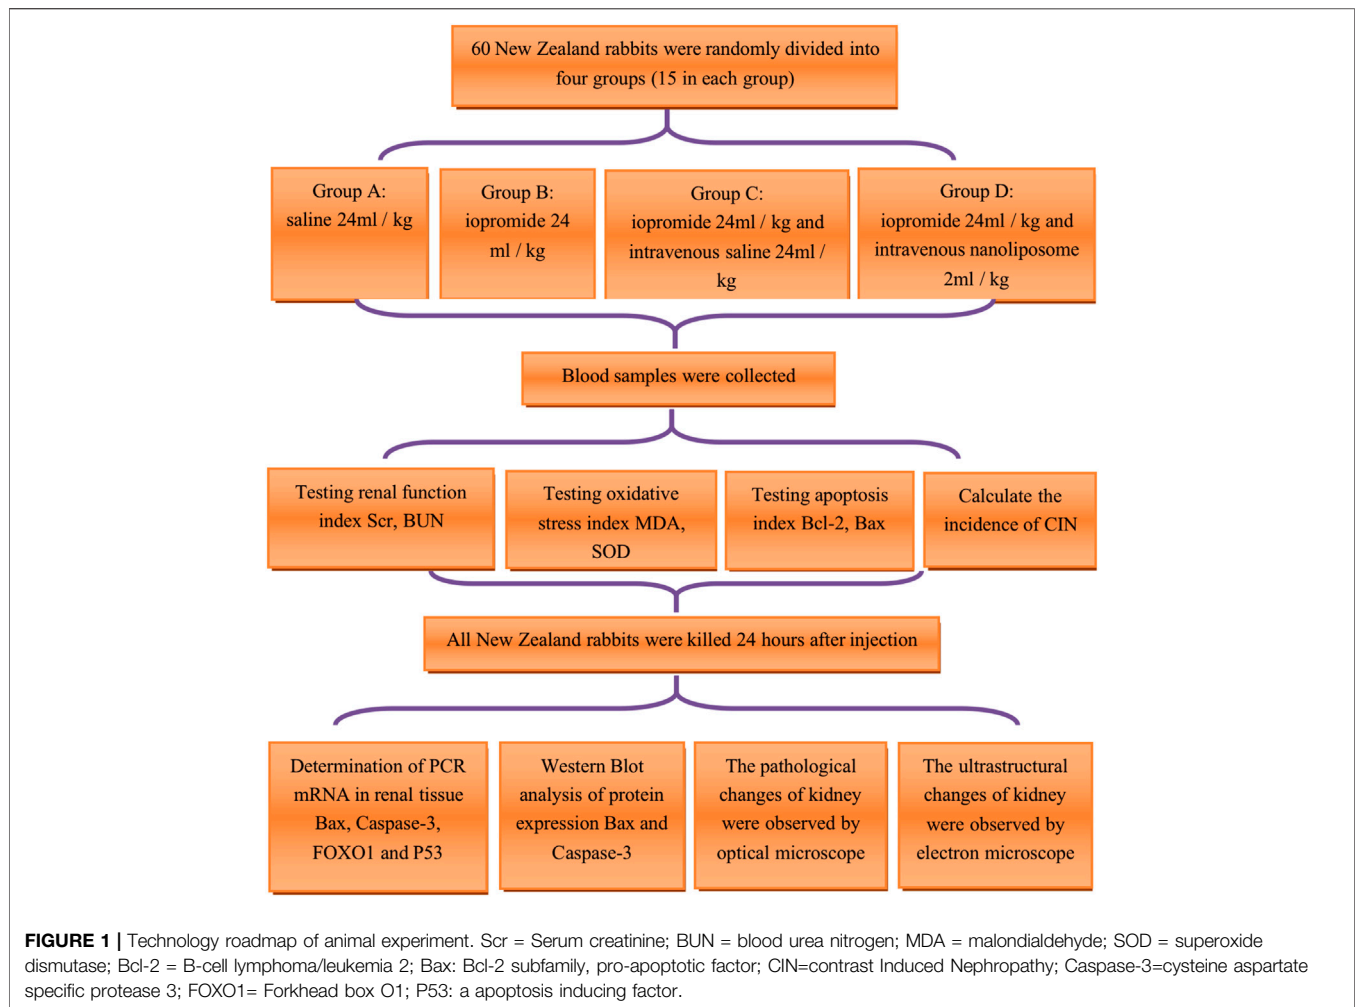 60 New Zealand rabbits were randomly divided into
four groups (15 in each group)
Group A:
saline 24ml / kg
Group B:
iopromide 24
ml / kg
Group C:
iopromide 24ml / kg and
intravenous saline 24ml /
kg
Group D:
iopromide 24ml / kg and
intravenous nanoliposome
2ml / kg
Blood samples were collected
Testing renal function
index Scr, BUN
Testing oxidative
stress index MDA,
SOD
Testing apoptosis
index Bcl-2, Bax
Calculate the
incidence of CIN
All New Zealand rabbits were killed 24 hours after injection
Determination of PCR
mRNA in renal tissue
Bax, Caspase-3,
FOXO1 and P53
Western Blot
analysis of protein
expression Bax and
Caspase-3
The pathological
changes of kidney
were observed by
optical microscope
The ultrastructural
changes of kidney
were observed by
electron microscope
FIGURE 1 | Technology roadmap of animal experiment. Scr = Serum creatinine; BUN = blood urea nitrogen; MDA = malondialdehyde; SOD = superoxide
dismutase; Bcl-2 = B-cell lymphoma/leukemia 2; Bax: Bcl-2 subfamily, pro-apoptotic factor; CIN=contrast Induced Nephropathy; Caspase-3=cysteine aspartate
specific protease 3; FOXO1= Forkhead box O1; P53: a apoptosis inducing factor.